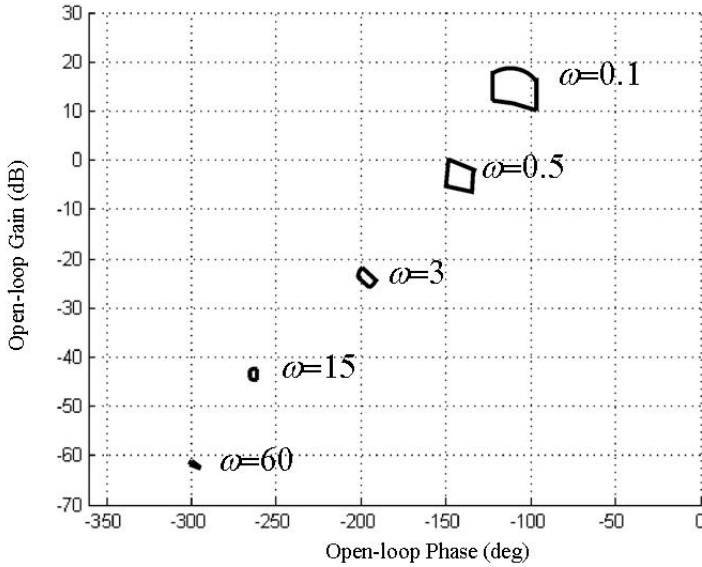 30
20
10
0
-10
-20
-30
-40
-50
-60
-70
Open-loop Gain (dB)
ω=0.1
ω=0.5
ω=3
ω=15
ω=60
-350 -300 -250 -200 -150 -100 -50 0
Open-loop Phase (deg)